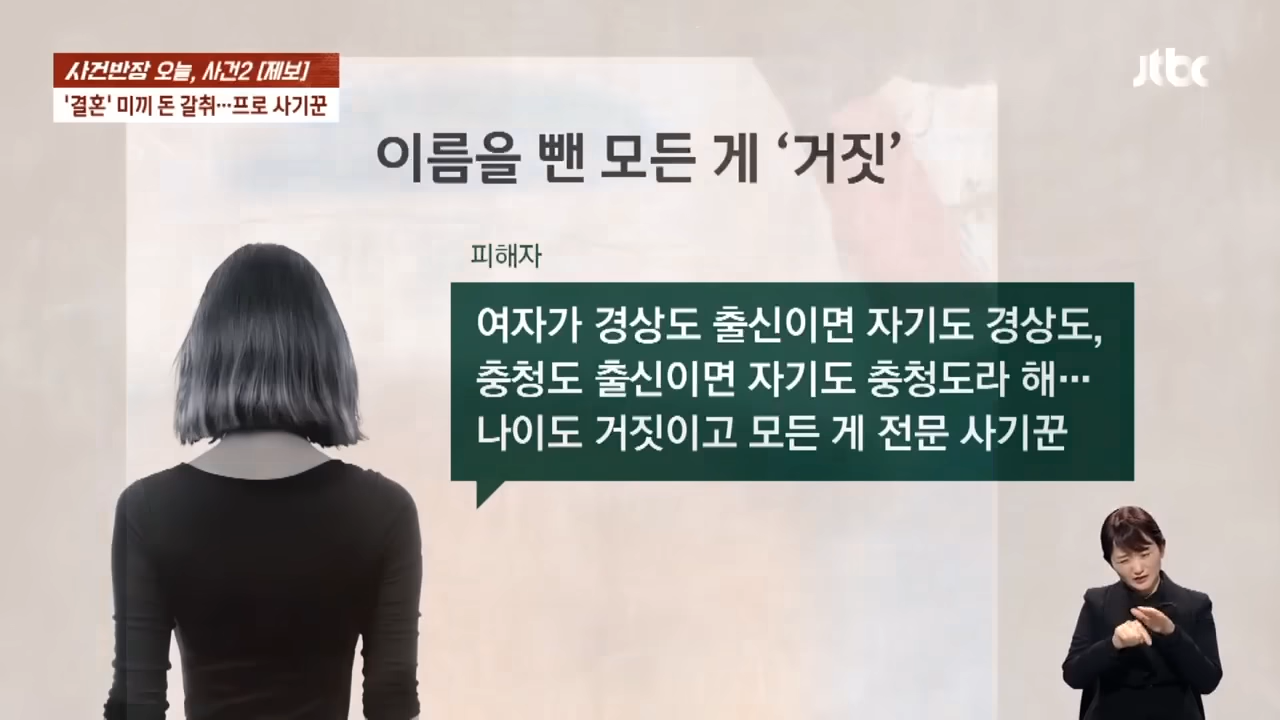 사건반장 오늘, 사건2 [제보]
'결혼' 미끼 돈 갈취…프로 사기꾼
jtbc
이름을 뺀 모든 게 ‘거짓’
피해자
여자가 경상도 출신이면 자기도 경상도,
충청도 출신이면 자기도 충청도라 해…
나이도 거짓이고 모든 게 전문 사기꾼